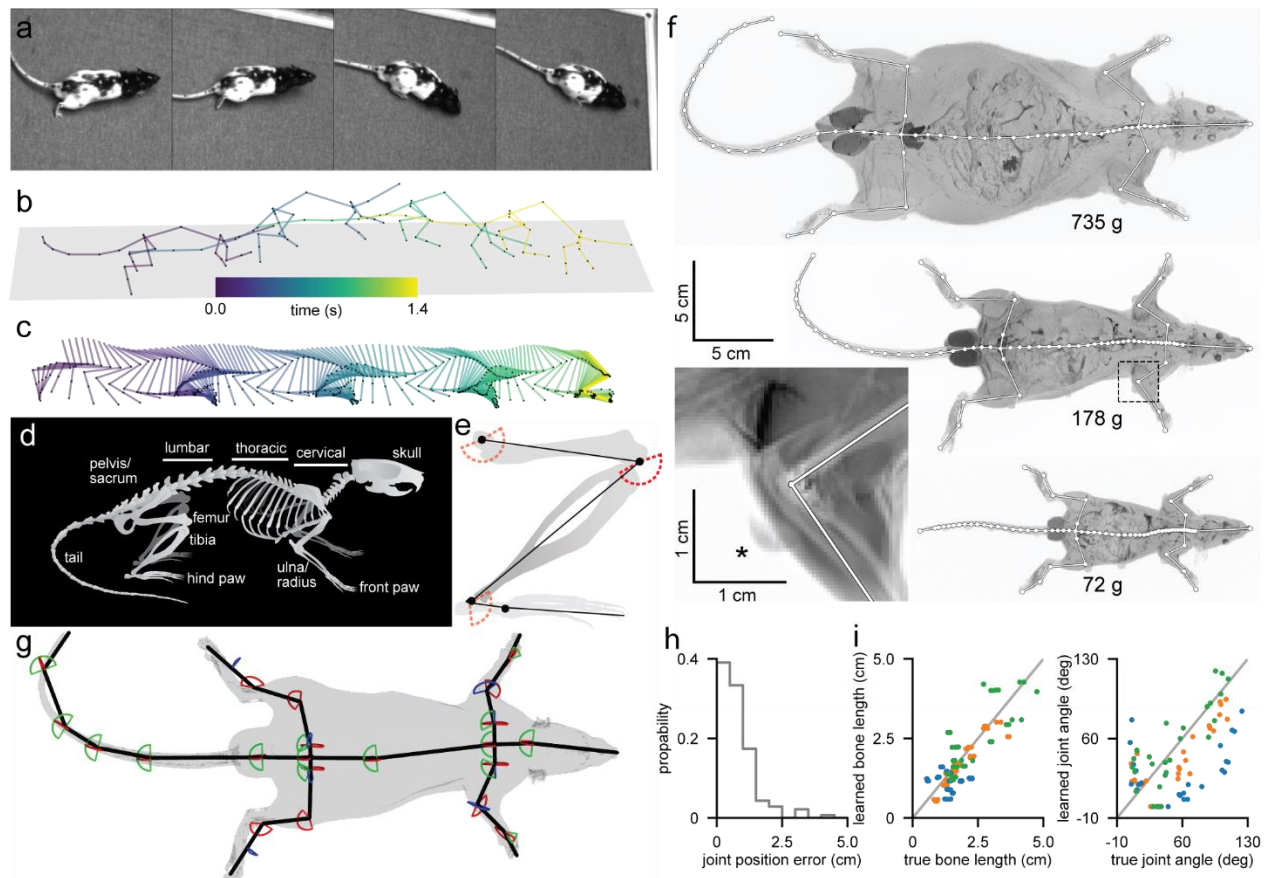 a
b
0.0
1.4
time (s)
c
d
lumbar
thoracic
cervical
skull
pelvis/
sacrum
femur
tibia
tail
hind paw
ulna/
radius
front paw
e
f
735 g
5 cm
5 cm
178 g
1 cm
*
1 cm
72 g
g
h
0.4
0.2
0
propability
0
2.5
5.0
joint position error (cm)
i
5.0
2.5
0
learned bone length (cm)
0
2.5
5.0
true bone length (cm)
130
60
-10
learned joint angle (deg)
-10
60
130
true joint angle (deg)